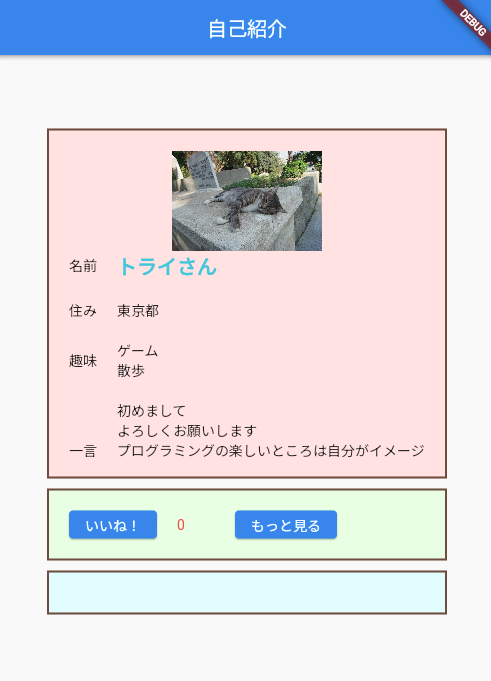 自己紹介
DEBUG
名前 トライさん
住み 東京都
趣味 ゲーム
散歩
初めまして
よろしくお願いします
一言 プログラミングの楽しいところは自分がイメージ
いいね！ 0 もっと見る